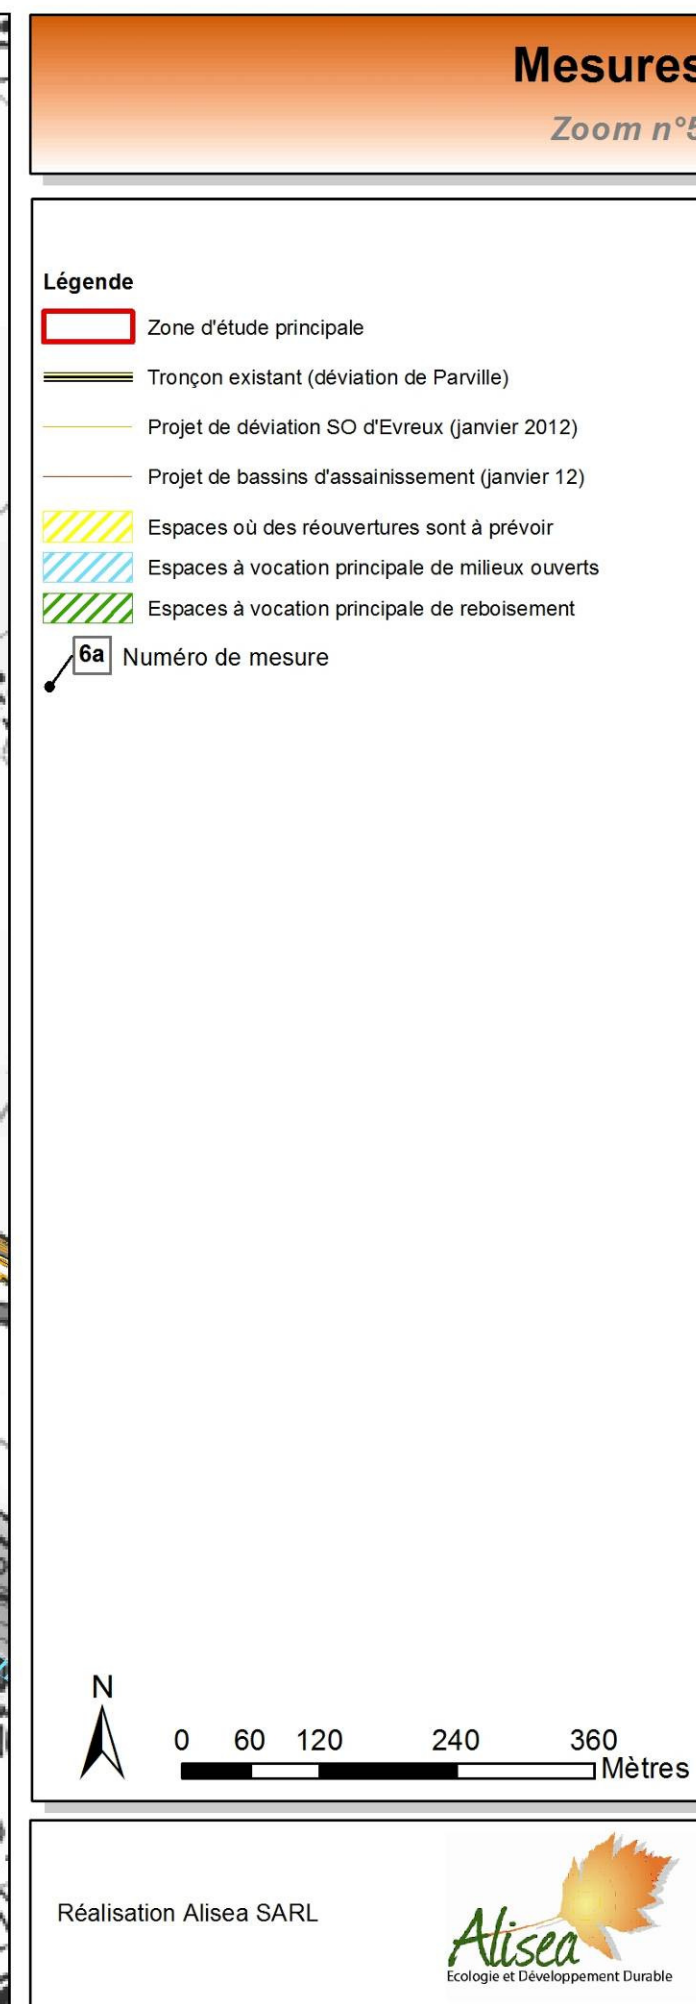 Mesures
Zoom n°5
Légende
Zone d'étude principale
Tronçon existant (déviation de Parville)
Projet de déviation SO d'Evreux (janvier 2012)
Projet de bassins d'assainissement (janvier 12)
Espaces où des réouvertures sont à prévoir
Espaces à vocation principale de milieux ouverts
Espaces à vocation principale de reboisement
6a Numéro de mesure
N
0 60 120 240 360
Mètres
Réalisation Alisea SARL
Alisea
Ecologie et Développement Durable